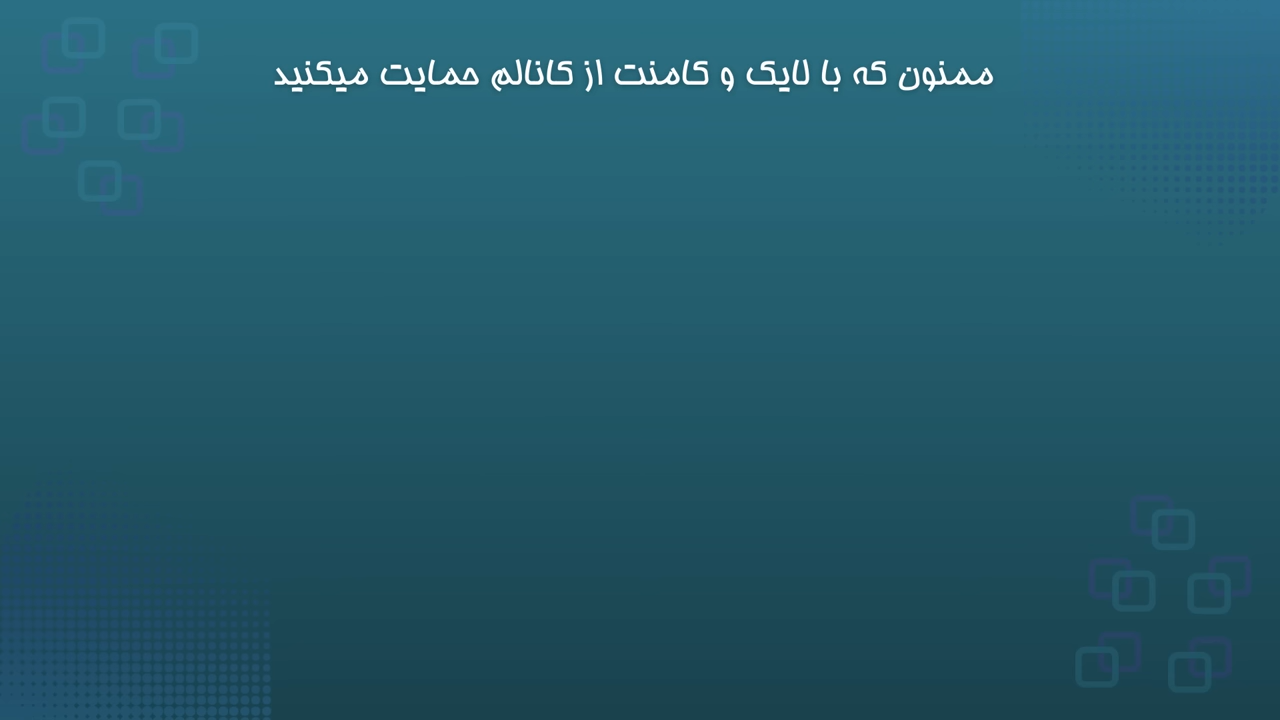 ممنون که با لایک و کامنت از کانالم حمایت میکنید